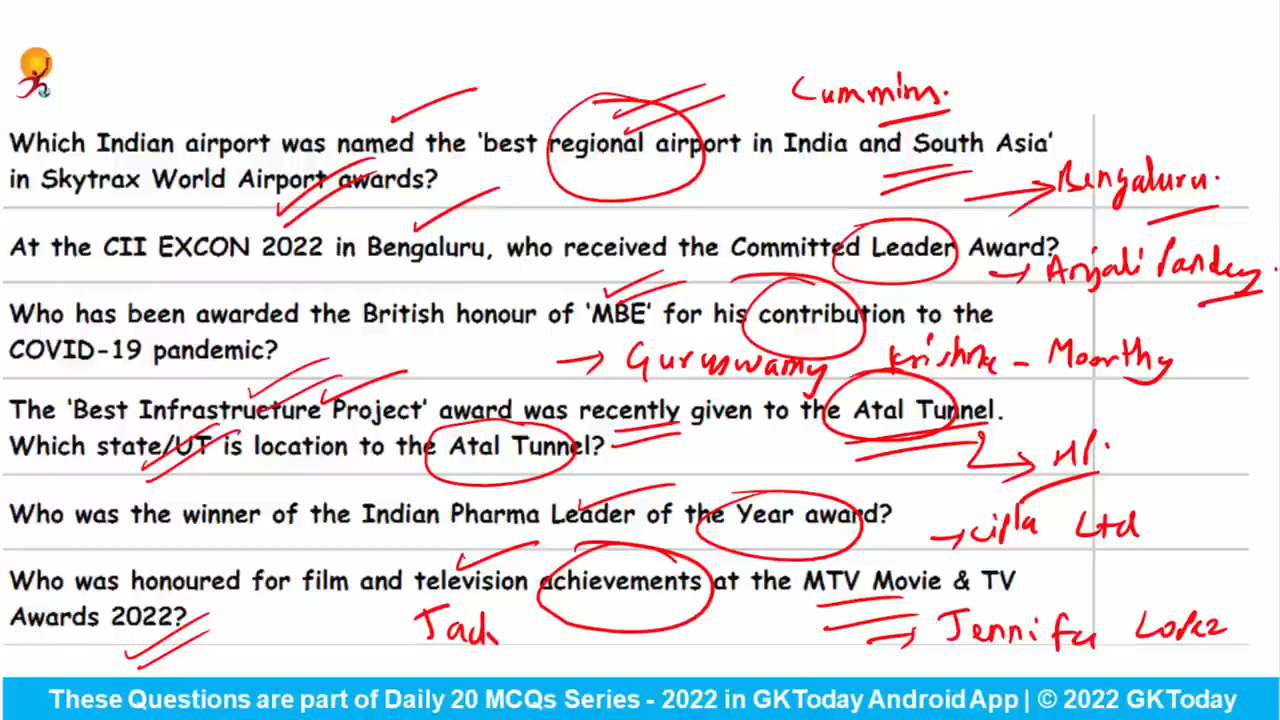 Cummins.
Which Indian airport was named the ‘best regional airport in India and South Asia’
in Skytrax World Airport awards?
Bengaluru.
At the CII EXCON 2022 in Bengaluru, who received the Committed Leader Award?
Anjali Pandey.
Who has been awarded the British honour of ‘MBE’ for his contribution to the
COVID-19 pandemic?
Guruswamy Krishna - Moorthy
The ‘Best Infrastructure Project’ award was recently given to the Atal Tunnel.
Which state/UT is location to the Atal Tunnel?
HP.
Who was the winner of the Indian Pharma Leader of the Year award?
Cipla Ltd
Who was honoured for film and television achievements at the MTV Movie & TV
Awards 2022?
Jack
Jennifer Lopez
These Questions are part of Daily 20 MCQs Series - 2022 in GKToday Android App | © 2022 GKToday